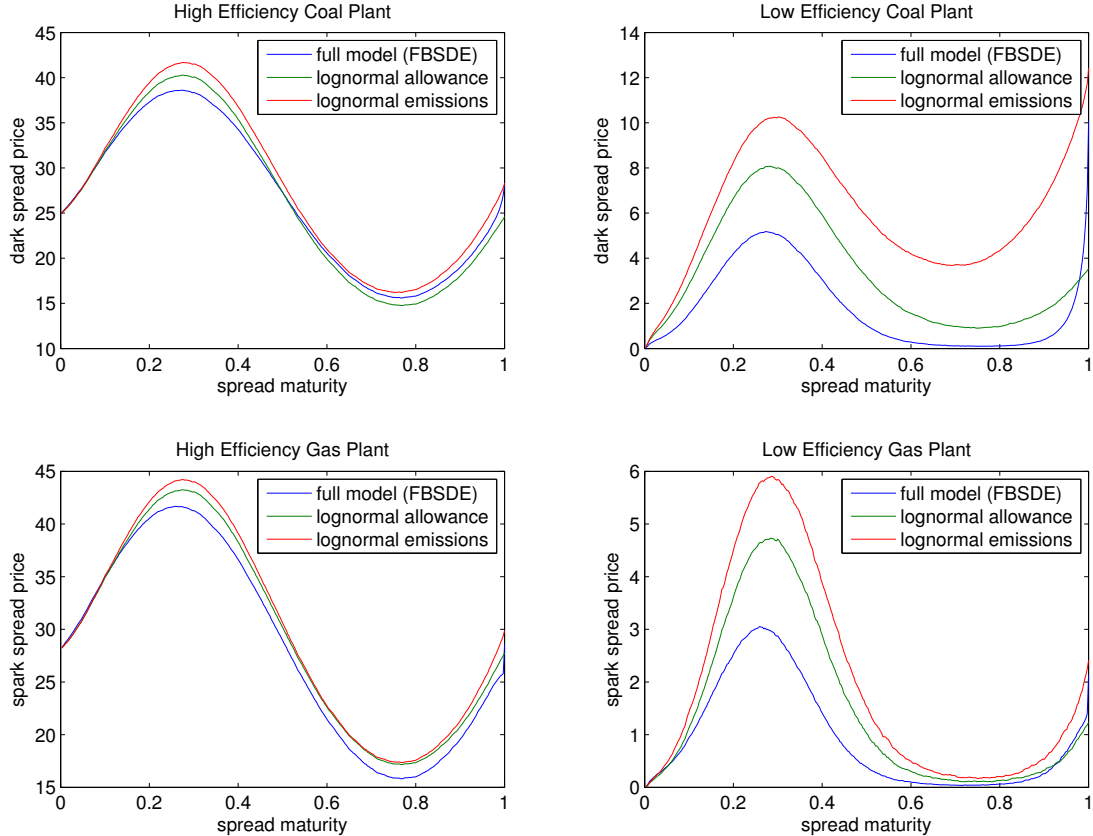 High Efficiency Coal Plant
45
40
35
30
25
20
15
10
dark spread price
full model (FBSDE)
lognormal allowance
lognormal emissions
0 0.2 0.4 0.6 0.8 1
spread maturity
Low Efficiency Coal Plant
14
12
10
8
6
4
2
0
dark spread price
full model (FBSDE)
lognormal allowance
lognormal emissions
0 0.2 0.4 0.6 0.8 1
spread maturity
High Efficiency Gas Plant
45
40
35
30
25
20
15
spark spread price
full model (FBSDE)
lognormal allowance
lognormal emissions
0 0.2 0.4 0.6 0.8 1
spread maturity
Low Efficiency Gas Plant
6
5
4
3
2
1
0
spark spread price
full model (FBSDE)
lognormal allowance
lognormal emissions
0 0.2 0.4 0.6 0.8 1
spread maturity